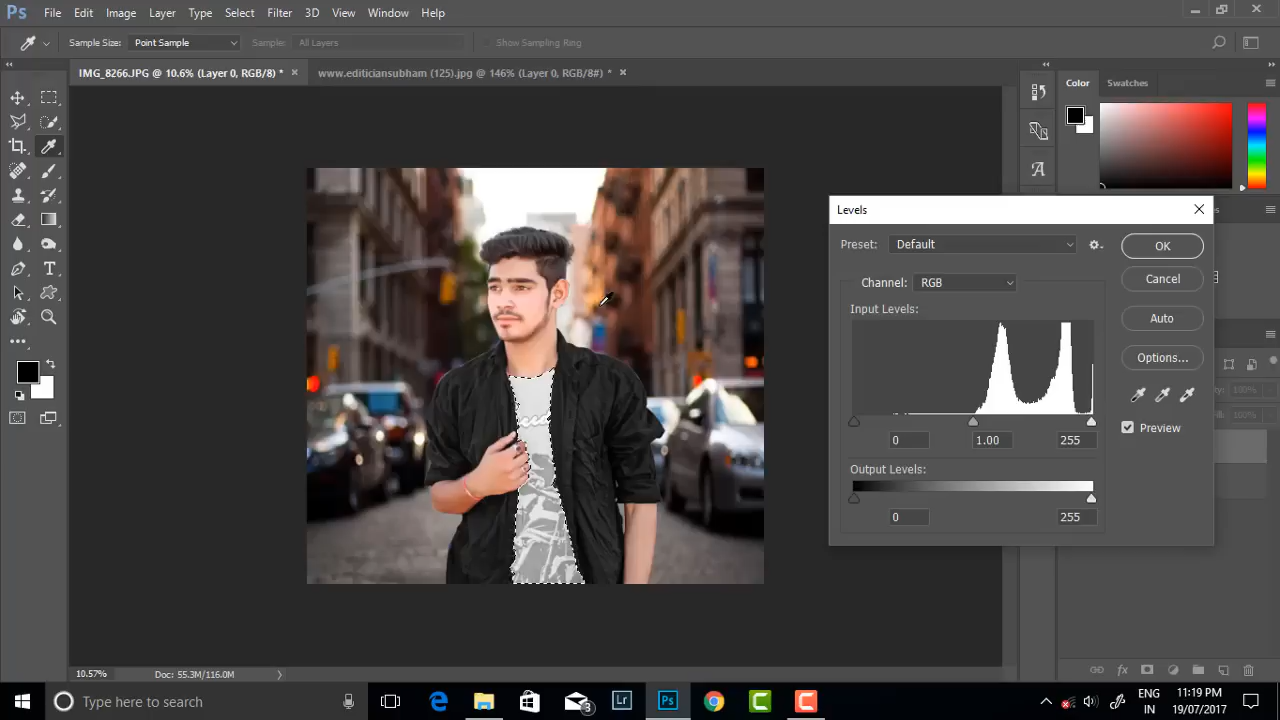 Ps File Edit Image Layer Type Select Filter 3D View Window Help
Sample Size: Point Sample Sample: All Layers Show Sampling Ring
IMG_8266.JPG @ 10.6% (Layer 0, RGB/8) * www.editiciansubham (125).jpg @ 146% (Layer 0, RGB/8#) *
Color Swatches
Levels
Preset: Default
OK
Channel: RGB
Cancel
Input Levels:
Auto
Options...
Preview
0 1.00 255
Output Levels:
0 255
10.57% Doc: 55.3M/116.0M
Type here to search
3
Lr
Ps
ENG
IN
11:19 PM
19/07/2017